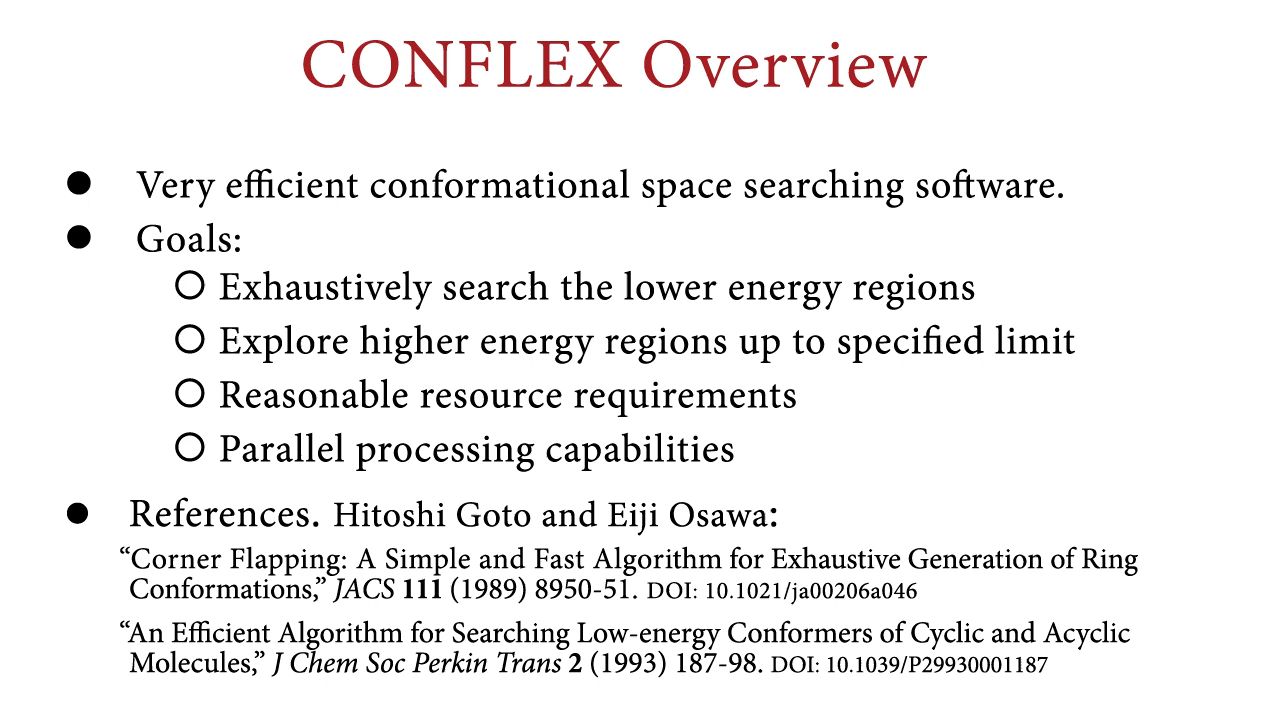 CONFLEX Overview
● Very efficient conformational space searching software.
● Goals:
○ Exhaustively search the lower energy regions
○ Explore higher energy regions up to specified limit
○ Reasonable resource requirements
○ Parallel processing capabilities
● References. Hitoshi Goto and Eiji Osawa:
“Corner Flapping: A Simple and Fast Algorithm for Exhaustive Generation of Ring
Conformations,” JACS 111 (1989) 8950-51. DOI: 10.1021/ja00206a046
“An Efficient Algorithm for Searching Low-energy Conformers of Cyclic and Acyclic
Molecules,” J Chem Soc Perkin Trans 2 (1993) 187-98. DOI: 10.1039/P29930001187